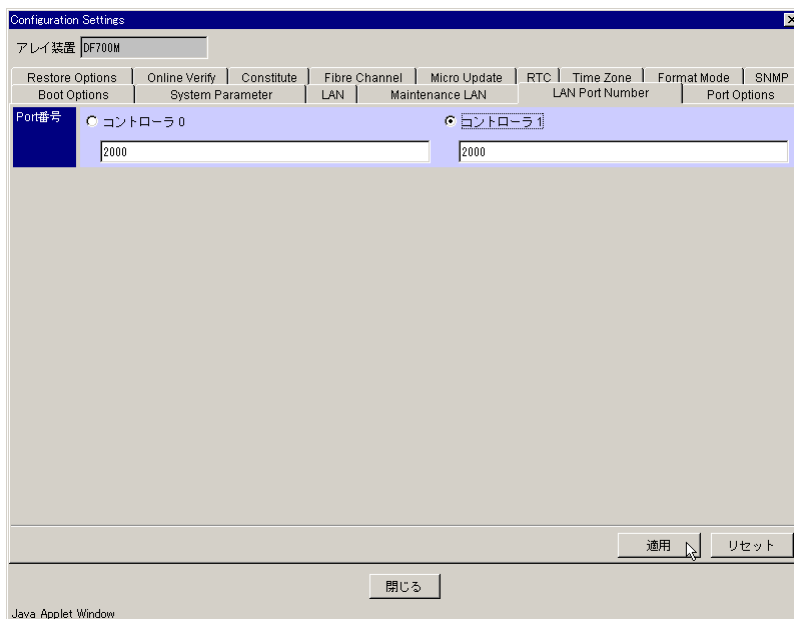 Configuration Settings
アレイ装置 DF700M
Restore Options Online Verify Constitute Fibre Channel Micro Update RTC Time Zone Format Mode SNMP
Boot Options System Parameter LAN Maintenance LAN LAN Port Number Port Options
Port番号 コントローラ 0 コントローラ 1
2000 2000
適用 リセット
閉じる
Java Applet Window